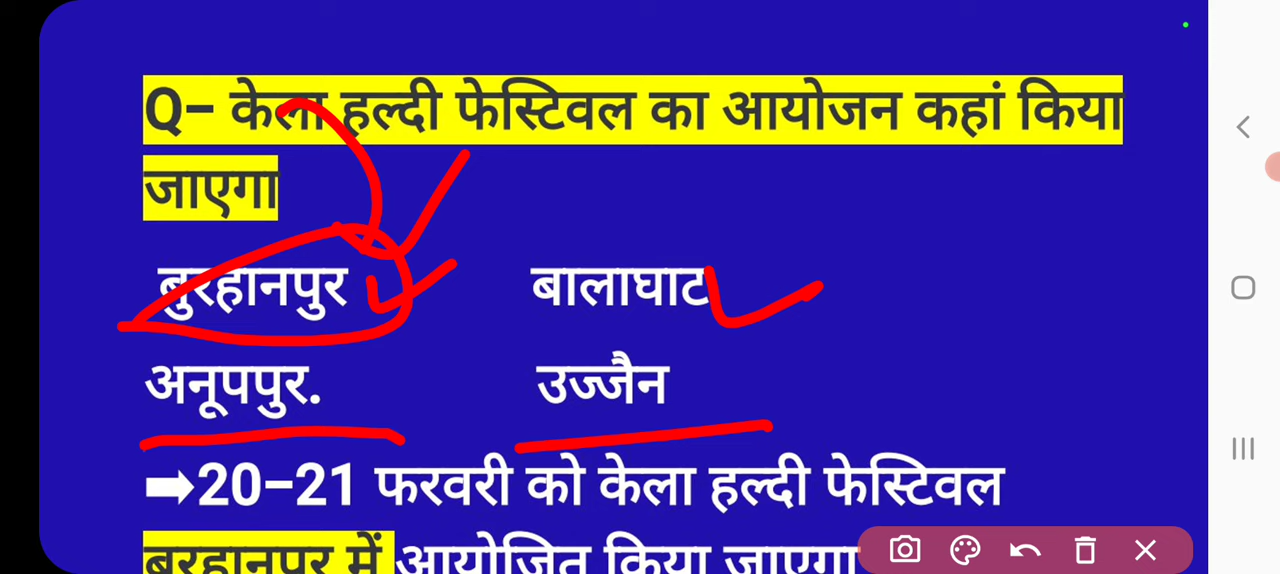 Q– केला हल्दी फेस्टिवल का आयोजन कहां किया
जाएगा
बुरहानपुर बालाघाट
अनूपपुर. उज्जैन
➡20–21 फरवरी को केला हल्दी फेस्टिवल
बुरहानपुर में आयोजित किया जाएगा